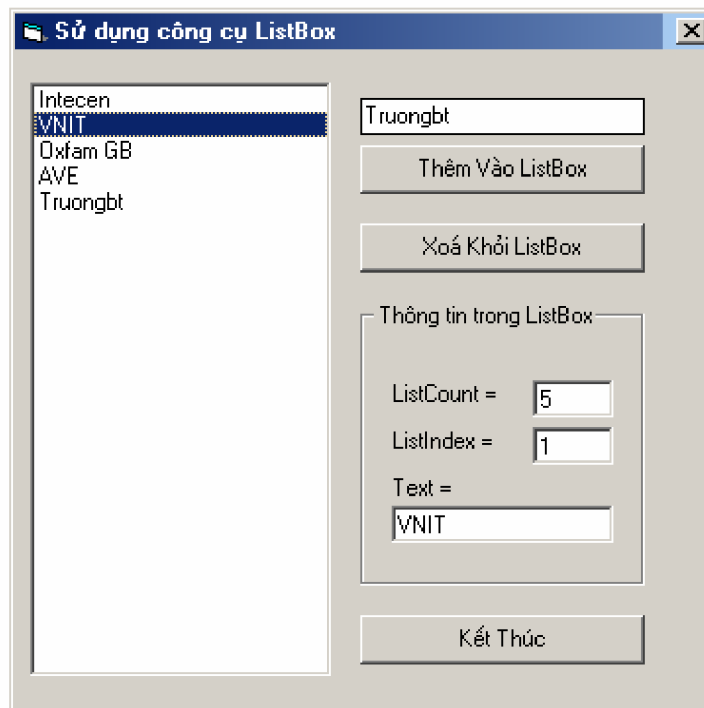 Sử dụng công cụ ListBox
Intecen
VNIT
Oxfam GB
AVE
Truongbt
Truongbt
Thêm Vào ListBox
Xoá Khỏi ListBox
Thông tin trong ListBox
ListCount = 5
ListIndex = 1
Text =
VNIT
Kết Thúc